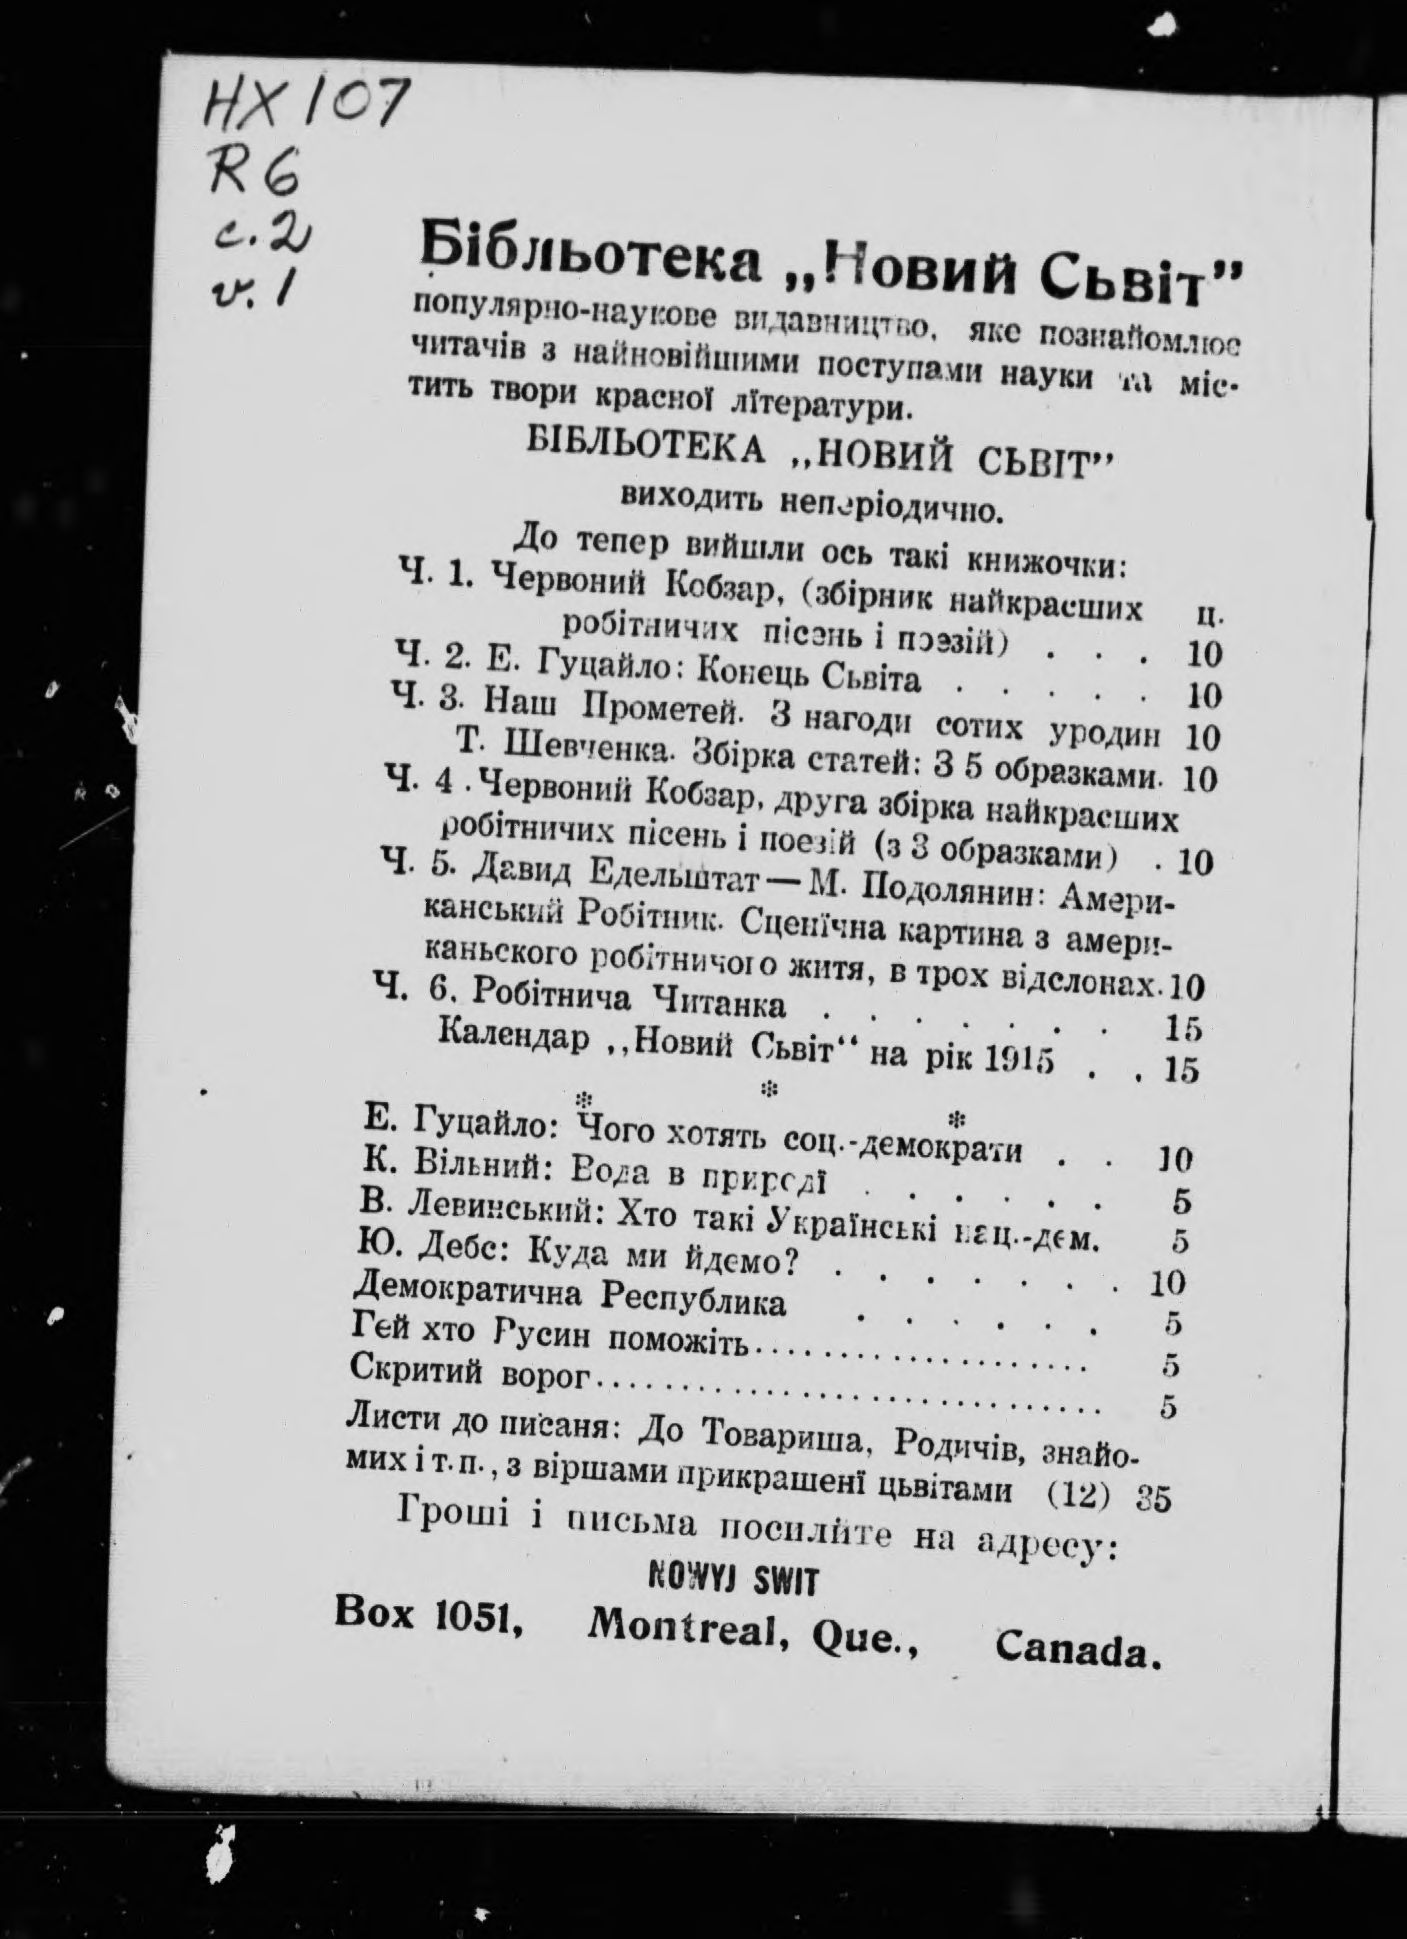 HX107
R6
c.2
v.1
Бібльотека „Новий Сьвіт”
популярно-наукове видавництво, яке познайомлює
читачів з найновійшими поступами науки та міс-
тить твори красної лїтератури.
БІБЛЬОТЕКА „НОВИЙ СЬВІТ”
виходить неперіодично.
До тепер вийшли ось такі книжочки:
Ч. 1. Червоний Кобзар, (збірник найкрасших ц.
робітничих пісэнь і поэзій) . . . 10
Ч. 2. Е. Гуцайло: Конець Сьвіта . . . . . 10
Ч. 3. Наш Прометей. З нагоди сотих уродин 10
Т. Шевченка. Збірка статей: З 5 образками. 10
Ч. 4 . Червоний Кобзар, друга збірка найкрасших
робітничих пісень і поезій (з 3 образками) . 10
Ч. 5. Давид Едельштат — М. Подолянин: Амери-
канський Робітник. Сценїчна картина з амери-
каньского робітничого житя, в трох відслонах. 10
Ч. 6. Робітнича Читанка . . . . . . . 15
Календар „Новий Сьвіт“ на рік 1915 . . 15
* * *
Е. Гуцайло: Чого хотять соц.-демократи . . 10
К. Вільний: Вода в природї . . . . . . 5
В. Левинський: Хто такі Українські нац.-дем. 5
Ю. Дебс: Куда ми йдемо? . . . . . . . 10
Демократична Республика . . . . . . 5
Гей хто Русин поможіть........................ 5
Скритий ворог................................ 5
Листи до писаня: До Товариша, Родичів, знайо-
мих і т. п., з віршами прикрашенї цьвітами (12) 35
Гроші і письма посилйте на адресу:
NOWYJ SWIT
Box 1051, Montreal, Que., Canada.